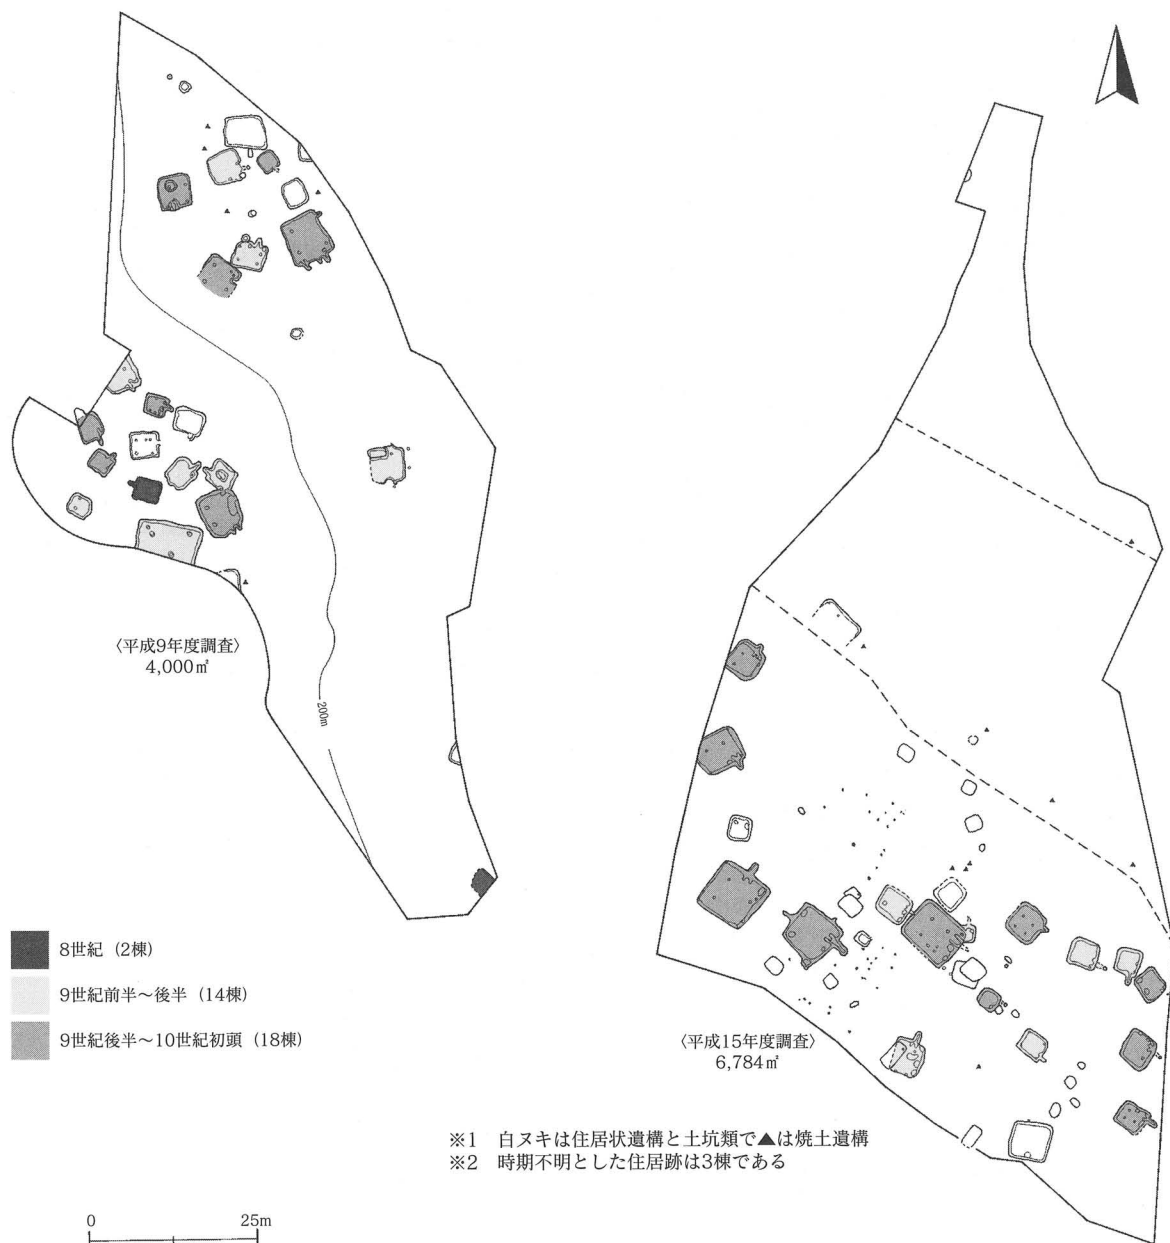 〈平成9年度調査〉
4,000㎡
200m
8世紀（2棟）
9世紀前半〜後半（14棟）
9世紀後半〜10世紀初頭（18棟）
〈平成15年度調査〉
6,784㎡
※1　白ヌキは住居状遺構と土坑類で▲は焼土遺構
※2　時期不明とした住居跡は3棟である
0 25m